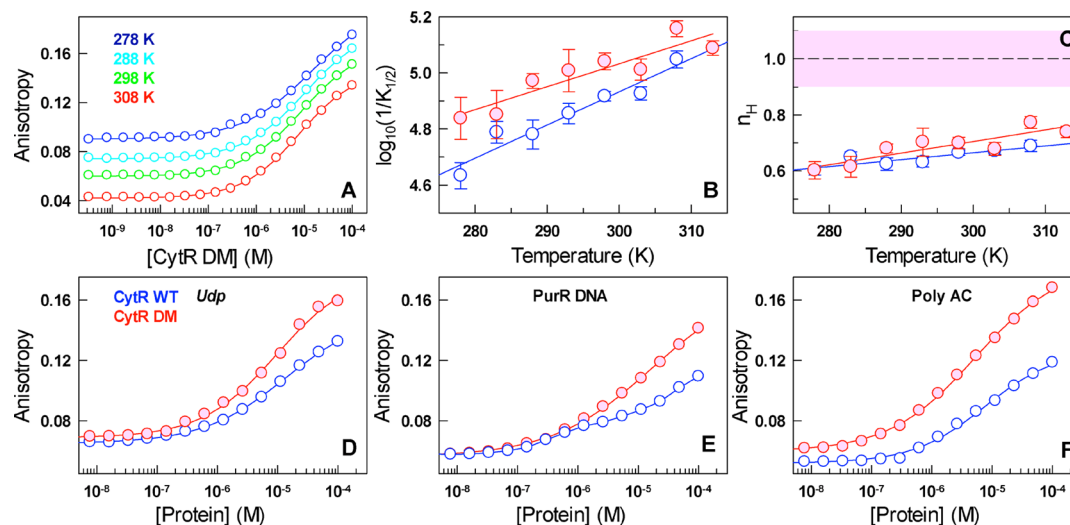 278 K
288 K
298 K
308 K
0.16
0.12
0.08
0.04
Anisotropy
A
10-9 10-8 10-7 10-6 10-5 10-4
[CytR DM] (M)
5.2
5.0
4.8
4.6
log10(1/K1/2)
B
280 290 300 310
Temperature (K)
C
1.0
0.8
0.6
nH
280 290 300 310
Temperature (K)
CytR WT Udp
CytR DM
0.16
0.12
0.08
Anisotropy
D
10-8 10-7 10-6 10-5 10-4
[Protein] (M)
PurR DNA
0.16
0.12
0.08
Anisotropy
E
10-8 10-7 10-6 10-5 10-4
[Protein] (M)
Poly AC
0.16
0.12
0.08
Anisotropy
F
10-8 10-7 10-6 10-5 10-4
[Protein] (M)